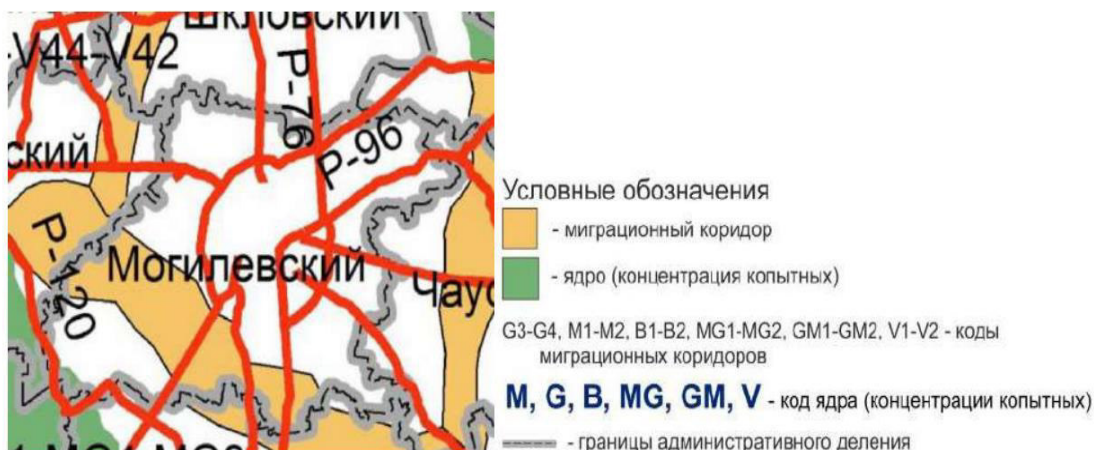 Шкловский
-V44-V42
Р-76
Р-96
ский
Р-120
Могилевский
Чаус
Условные обозначения
- миграционный коридор
- ядро (концентрация копытных)
G3-G4, M1-M2, B1-B2, MG1-MG2, GM1-GM2, V1-V2 - коды
миграционных коридоров
M, G, B, MG, GM, V - код ядра (концентрации копытных)
- границы административного деления